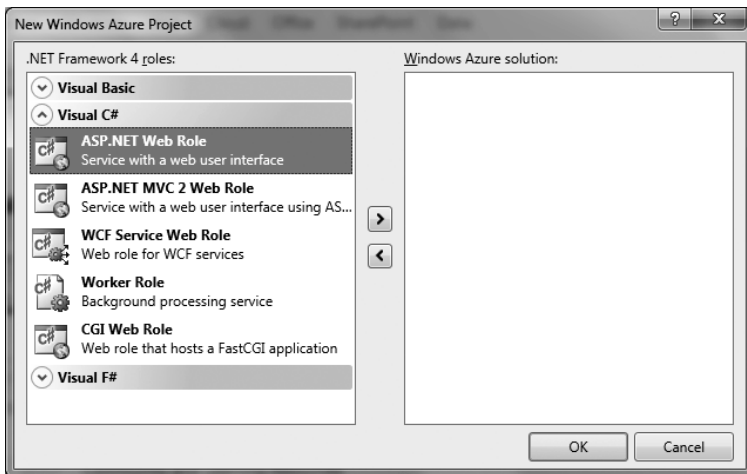 New Windows Azure Project
.NET Framework 4 roles:
Windows Azure solution:
Visual Basic
Visual C#
ASP.NET Web Role
Service with a web user interface
ASP.NET MVC 2 Web Role
Service with a web user interface using AS...
WCF Service Web Role
Web role for WCF services
Worker Role
Background processing service
CGI Web Role
Web role that hosts a FastCGI application
Visual F#
OK
Cancel